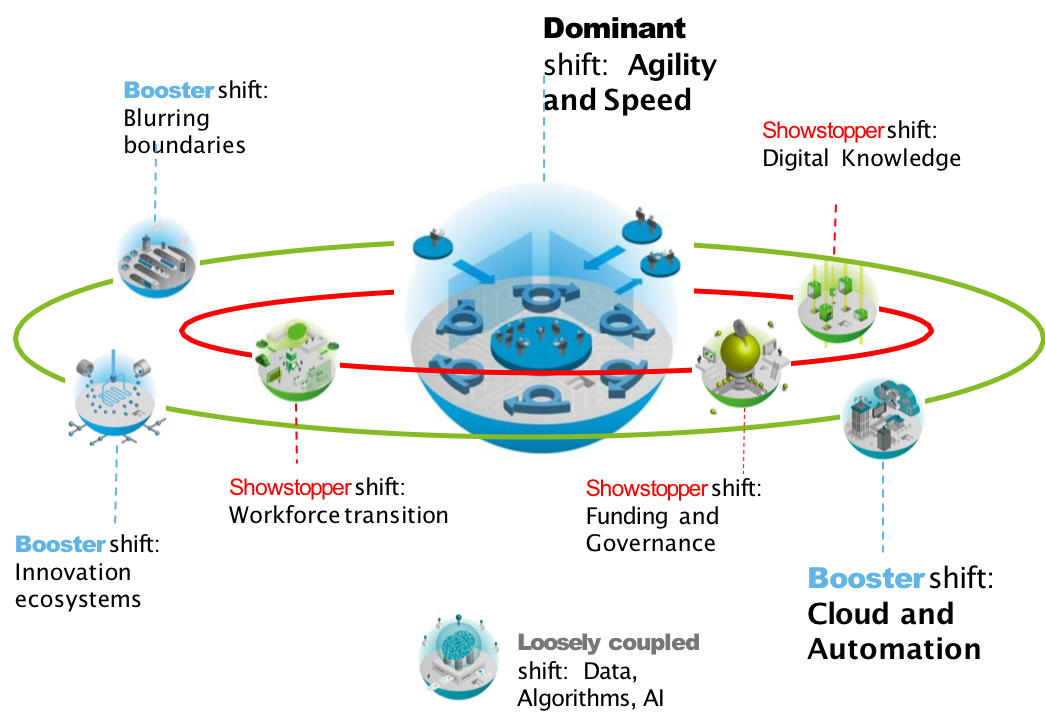 Dominant
shift: Agility
and Speed
Booster shift:
Blurring
boundaries
Showstopper shift:
Digital Knowledge
Showstopper shift:
Workforce transition
Showstopper shift:
Funding and
Governance
Booster shift:
Innovation
ecosystems
Booster shift:
Cloud and
Automation
Loosely coupled
shift: Data,
Algorithms, AI